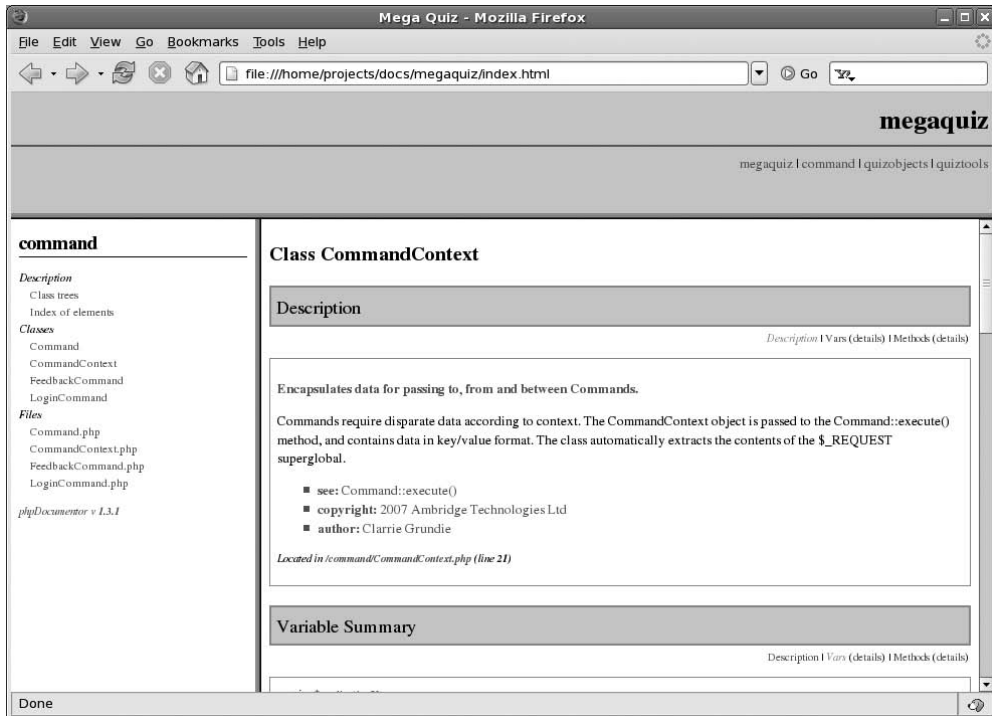 Mega Quiz - Mozilla Firefox
File Edit View Go Bookmarks Tools Help
file:///home/projects/docs/megaquiz/index.html
Go
megaquiz
megaquiz | command | quizobjects | quiztools
command
Description
Class trees
Index of elements
Classes
Command
CommandContext
FeedbackCommand
LoginCommand
Files
Command.php
CommandContext.php
FeedbackCommand.php
LoginCommand.php
phpDocumentor v 1.3.1
Class CommandContext
Description
Description | Vars (details) | Methods (details)
Encapsulates data for passing to, from and between Commands.
Commands require disparate data according to context. The CommandContext object is passed to the Command::execute()
method, and contains data in key/value format. The class automatically extracts the contents of the $_REQUEST
superglobal.
see: Command::execute()
copyright: 2007 Ambridge Technologies Ltd
author: Clarrie Grundie
Located in /command/CommandContext.php (line 21)
Variable Summary
Description | Vars (details) | Methods (details)
Done